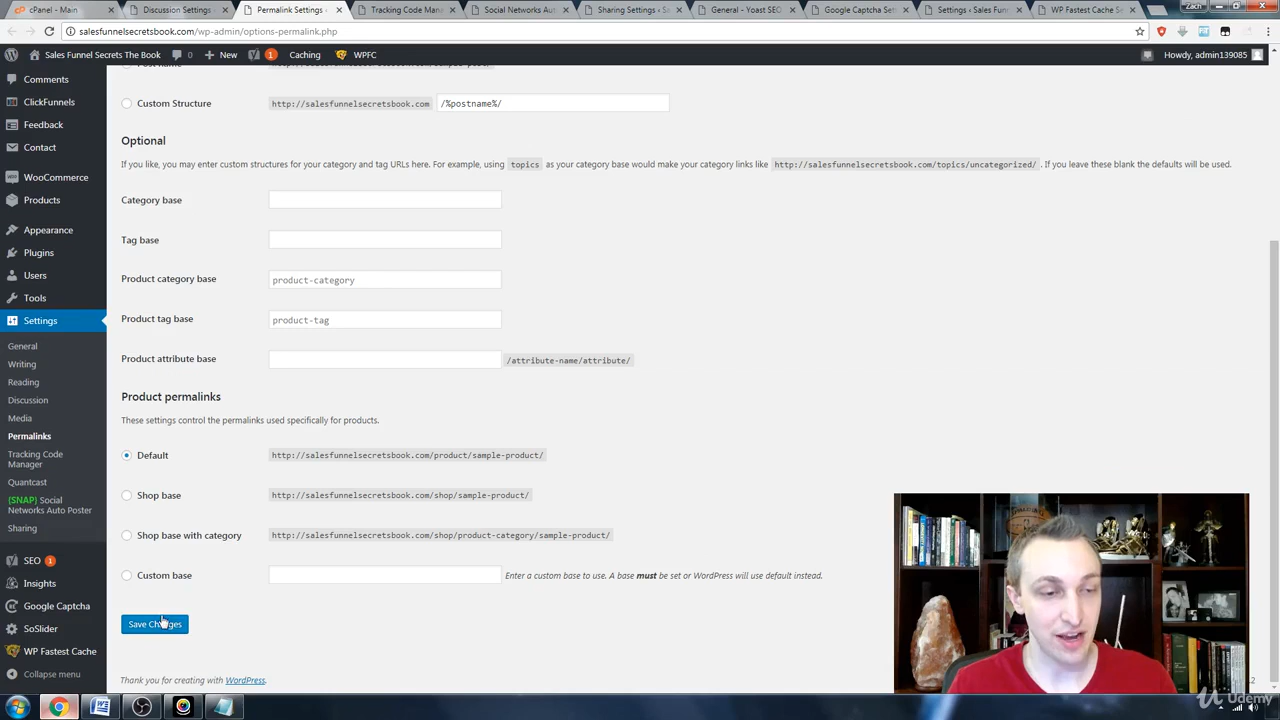 cPanel - Main
Discussion Settings
Permalink Settings
Tracking Code Man
Social Networks Aut
Sharing Settings ‹ Sa
General - Yoast SEO
Google Captcha Sett
Settings ‹ Sales Funn
WP Fastest Cache Se
Zach
salesfunnelsecretsbook.com/wp-admin/options-permalink.php
Sales Funnel Secrets The Book
0
New
1
Caching
WPFC
Howdy, admin139085
Comments
ClickFunnels
Feedback
Contact
WooCommerce
Products
Appearance
Plugins
Users
Tools
Settings
General
Writing
Reading
Discussion
Media
Permalinks
Tracking Code
Manager
Quantcast
(SNAP) Social
Networks Auto Poster
Sharing
SEO 1
Insights
Google Captcha
SoSlider
WP Fastest Cache
Collapse menu
Custom Structure
http://salesfunnelsecretsbook.com
/%postname%/
Optional
If you like, you may enter custom structures for your category and tag URLs here. For example, using topics as your category base would make your category links like http://salesfunnelsecretsbook.com/topics/uncategorized/ . If you leave these blank the defaults will be used.
Category base
Tag base
Product category base
product-category
Product tag base
product-tag
Product attribute base
/attribute-name/attribute/
Product permalinks
These settings control the permalinks used specifically for products.
Default
http://salesfunnelsecretsbook.com/product/sample-product/
Shop base
http://salesfunnelsecretsbook.com/shop/sample-product/
Shop base with category
http://salesfunnelsecretsbook.com/shop/product-category/sample-product/
Custom base
Enter a custom base to use. A base must be set or WordPress will use default instead.
Save Changes
Thank you for creating with WordPress.
Udemy